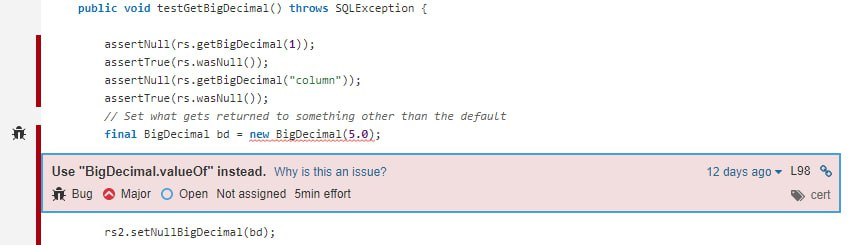 public void testGetBigDecimal() throws SQLException {
assertNull(rs.getBigDecimal(1));
assertTrue(rs.wasNull());
assertNull(rs.getBigDecimal("column"));
assertTrue(rs.wasNull());
// Set what gets returned to something other than the default
final BigDecimal bd = new BigDecimal(5.0);
Use "BigDecimal.valueOf" instead. Why is this an issue? 12 days ago L98
Bug Major Open Not assigned 5min effort cert
rs2.setNullBigDecimal(bd);